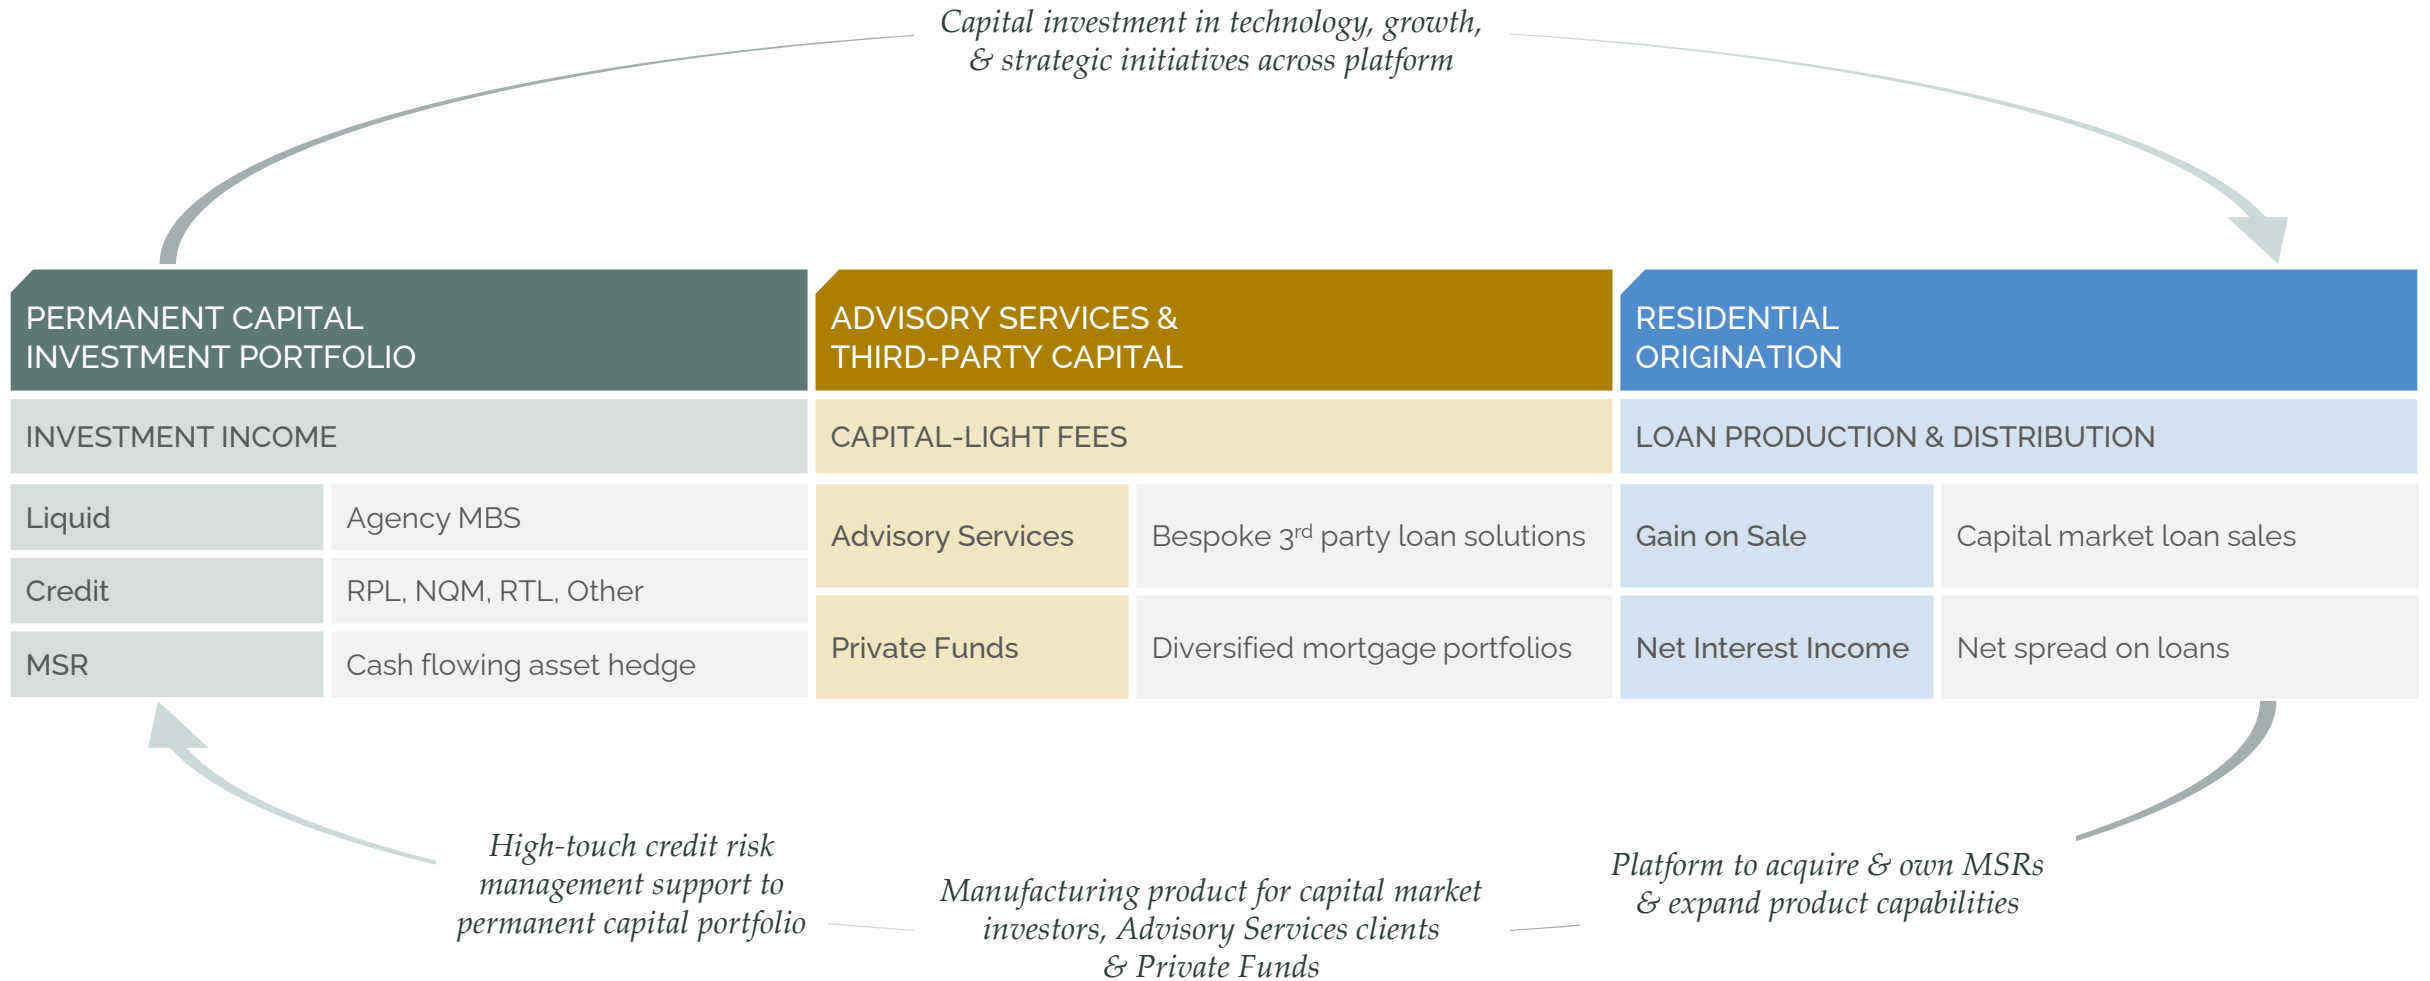 Capital investment in technology, growth,
& strategic initiatives across platform
PERMANENT CAPITAL
INVESTMENT PORTFOLIO
INVESTMENT INCOME
Liquid
Agency MBS
Credit
RPL, NQM, RTL, Other
MSR
Cash flowing asset hedge
ADVISORY SERVICES &
THIRD-PARTY CAPITAL
CAPITAL-LIGHT FEES
Advisory Services
Bespoke 3rd party loan solutions
Private Funds
Diversified mortgage portfolios
RESIDENTIAL
ORIGINATION
LOAN PRODUCTION & DISTRIBUTION
Gain on Sale
Capital market loan sales
Net Interest Income
Net spread on loans
High-touch credit risk
management support to
permanent capital portfolio
Manufacturing product for capital market
investors, Advisory Services clients
& Private Funds
Platform to acquire & own MSRs
& expand product capabilities